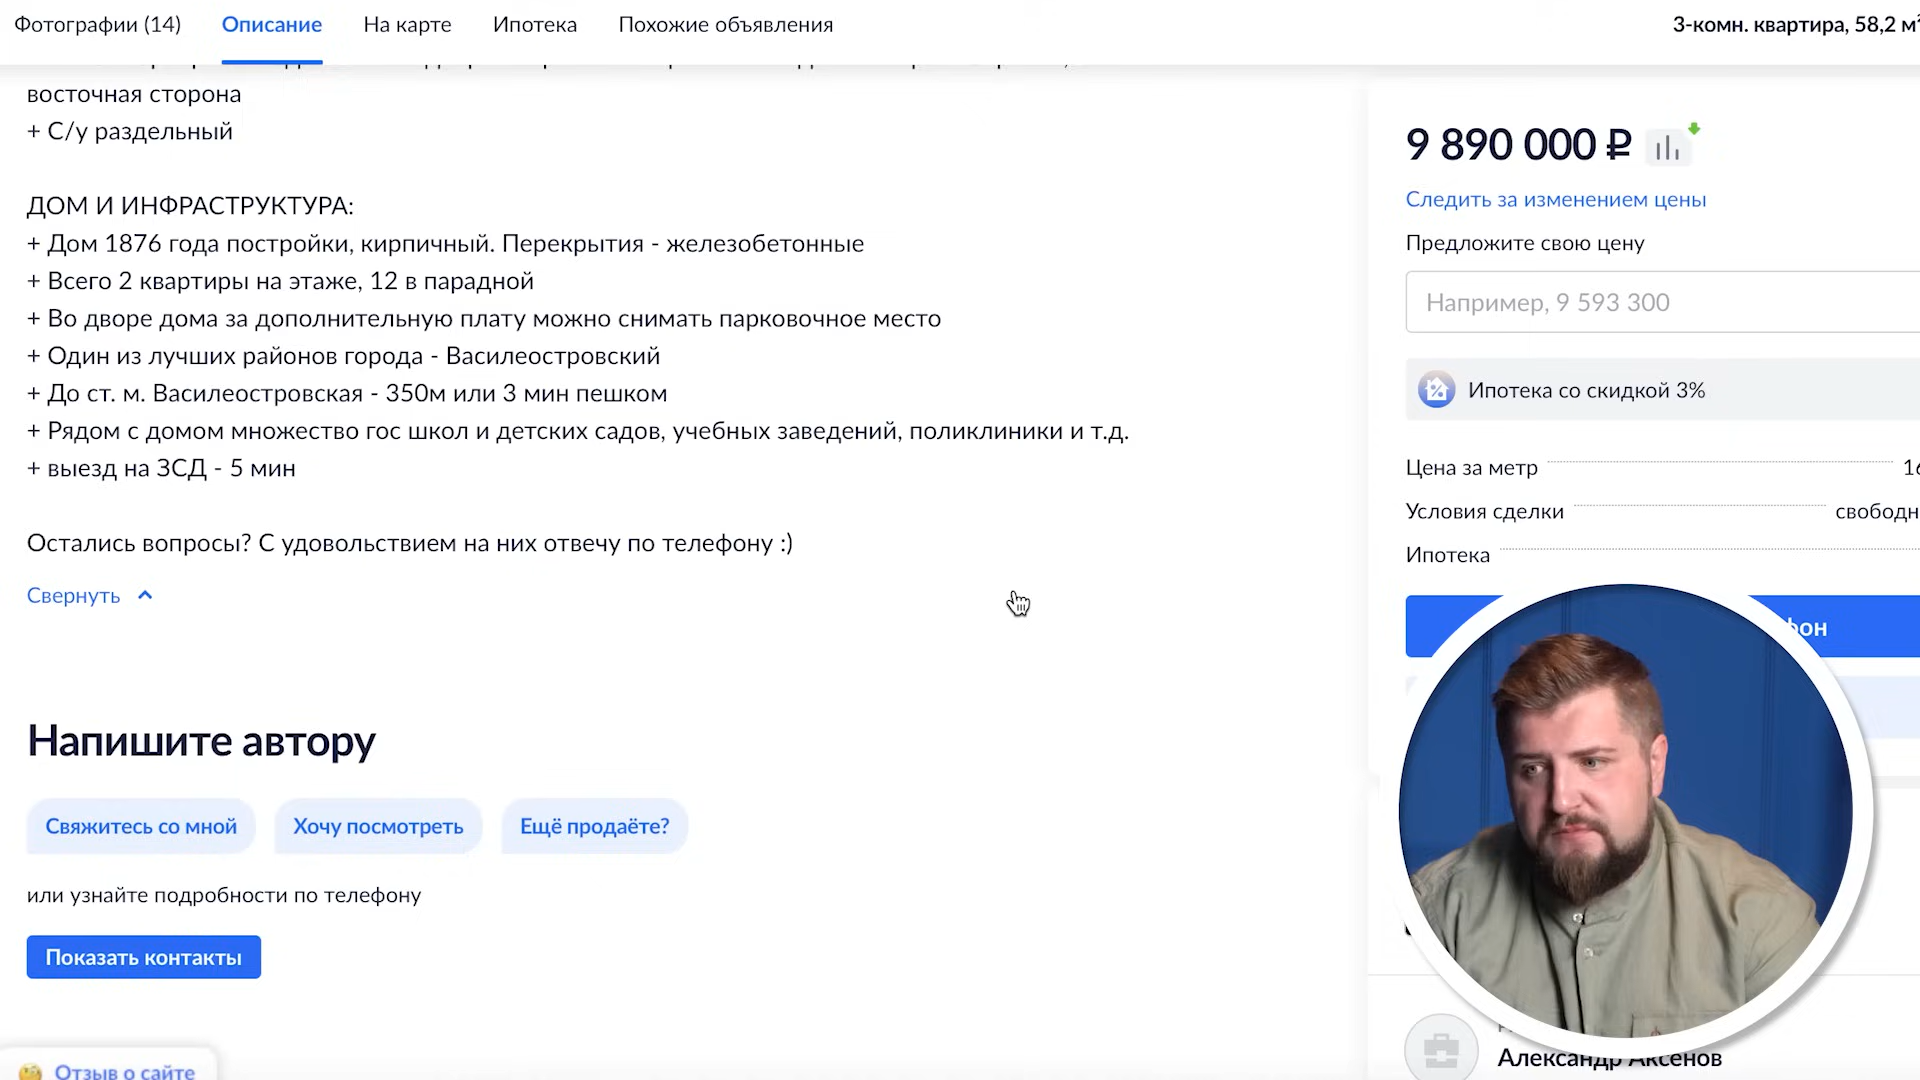 Фотографии (14)
Описание
На карте
Ипотека
Похожие объявления
3-комн. квартира, 58,2 м²
восточная сторона
+ С/у раздельный
ДОМ И ИНФРАСТРУКТУРА:
+ Дом 1876 года постройки, кирпичный. Перекрытия - железобетонные
+ Всего 2 квартиры на этаже, 12 в парадной
+ Во дворе дома за дополнительную плату можно снимать парковочное место
+ Один из лучших районов города - Василеостровский
+ До ст. м. Василеостровская - 350м или 3 мин пешком
+ Рядом с домом множество гос школ и детских садов, учебных заведений, поликлиники и т.д.
+ выезд на ЗСД - 5 мин
Остались вопросы? С удовольствием на них отвечу по телефону :)
Свернуть
Напишите автору
Свяжитесь со мной
Хочу посмотреть
Ещё продаёте?
или узнайте подробности по телефону
Показать контакты
Отзыв о сайте
9 890 000 ₽
Следить за изменением цены
Предложите свою цену
Например, 9 593 300
Ипотека со скидкой 3%
Цена за метр
16
Условия сделки
свободн
Ипотека
фон
Александр Аксенов